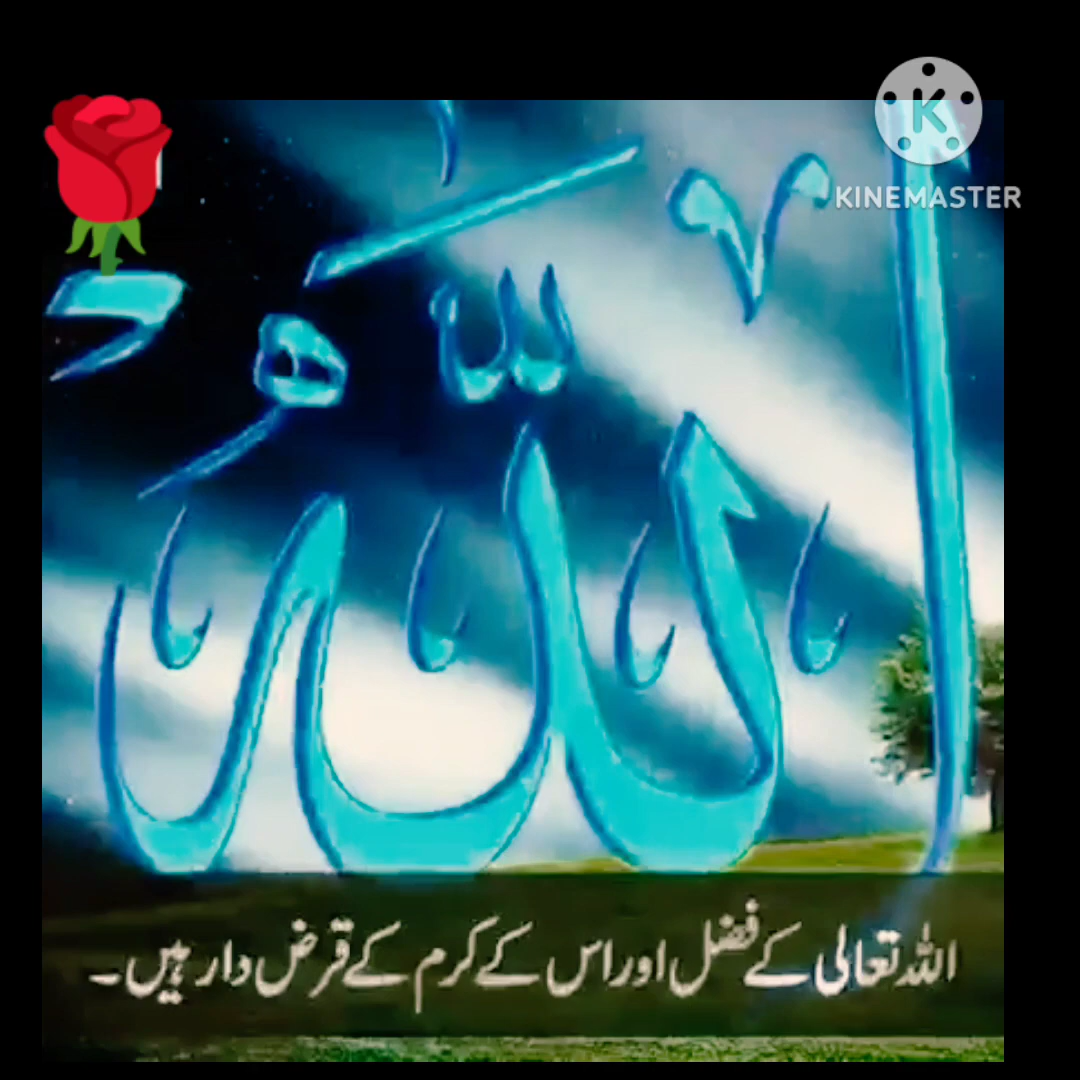 KINEMASTER
اللہ
اللہ تعالی کے فضل اور اس کے کرم کے قرض دار ہیں۔